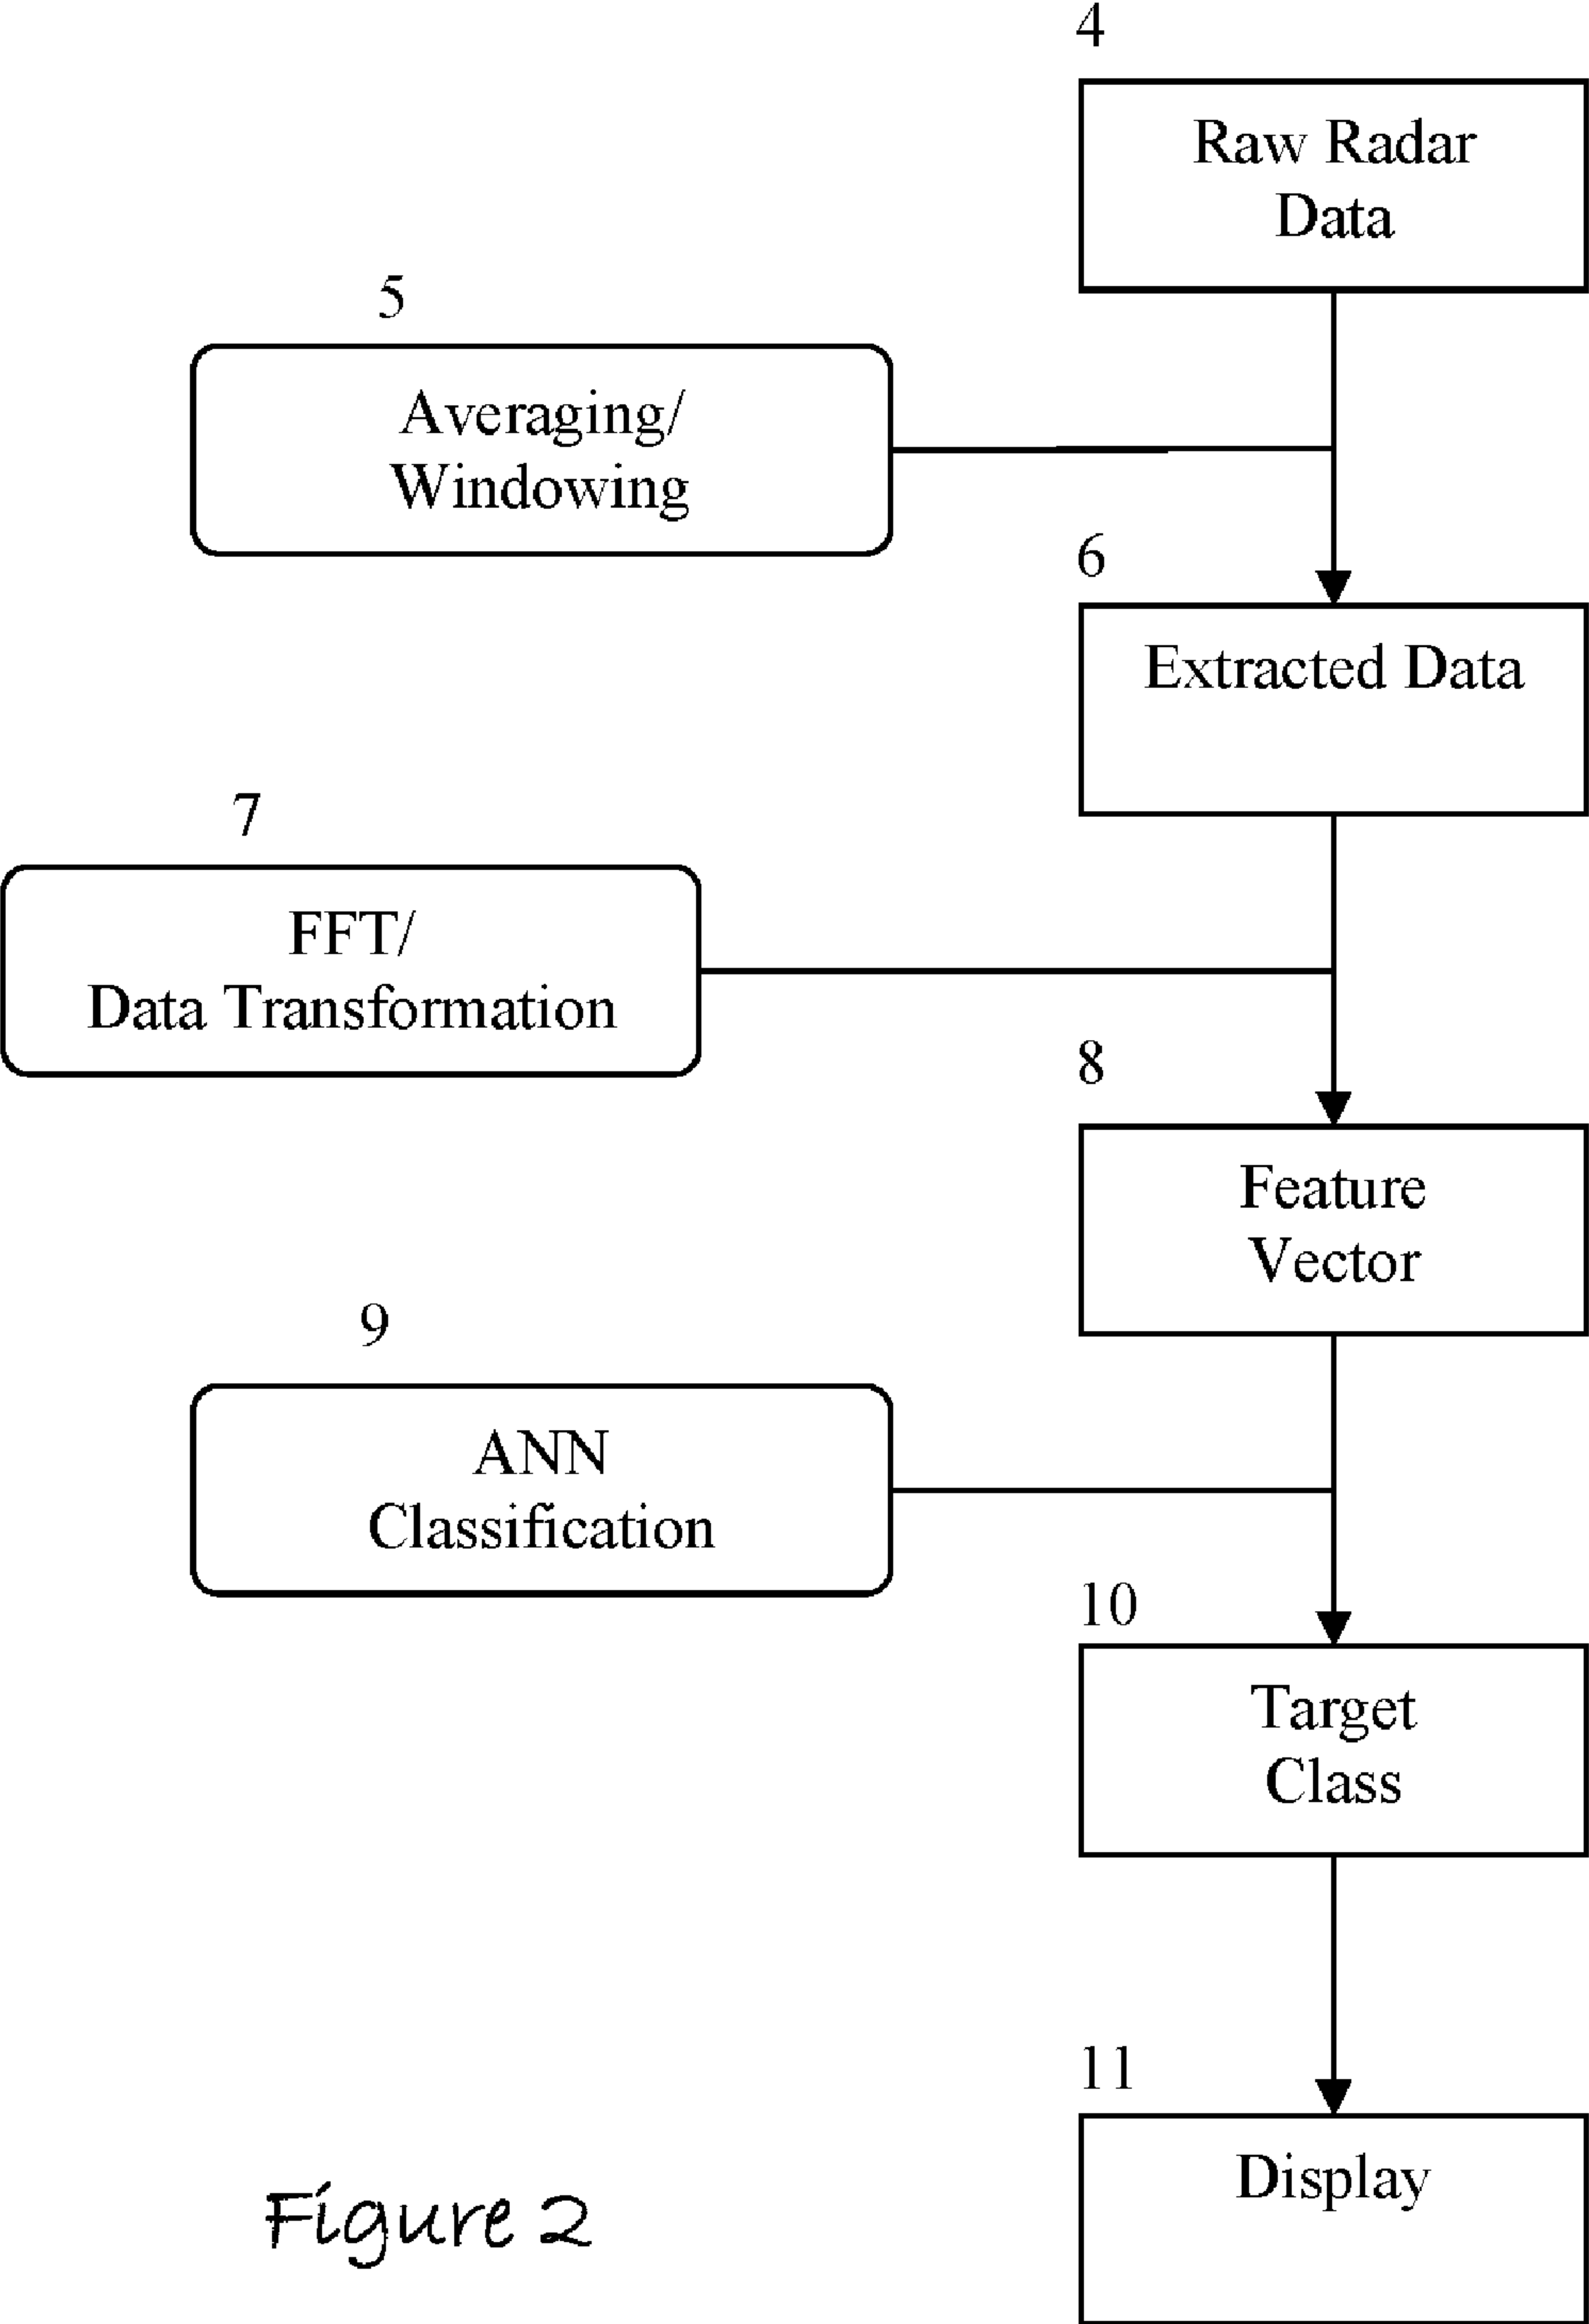 4
Raw Radar
Data
5
Averaging/
Windowing
6
Extracted Data
7
FFT/
Data Transformation
8
Feature
Vector
9
ANN
Classification
10
Target
Class
11
Display
Figure 2